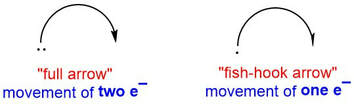 "full arrow"
movement of two e–
"fish-hook arrow"
movement of one e–